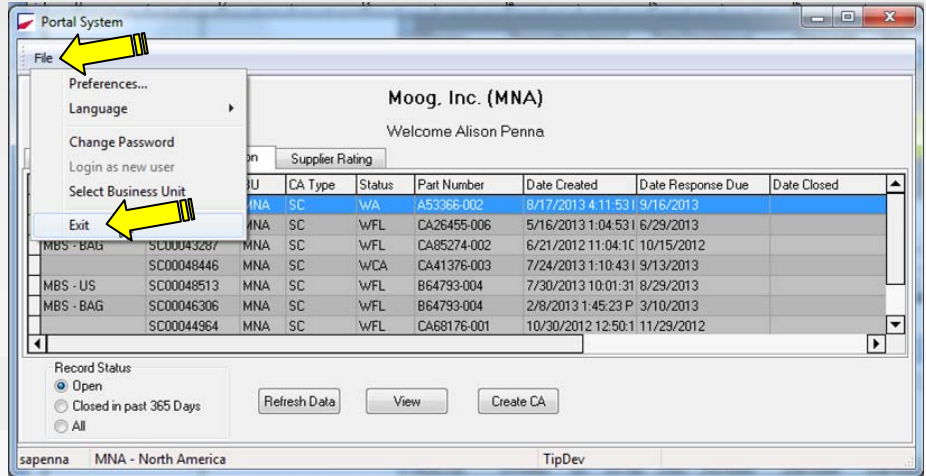 Portal System
File
Preferences...
Language
Change Password
Login as new user
Select Business Unit
Exit
Moog, Inc. (MNA)
Welcome Alison Penna
on Supplier Rating
BU CA Type Status Part Number Date Created Date Response Due Date Closed
MNA SC WA A53366-002 8/17/2013 4:11:53 9/16/2013
MNA SC WFL CA26455-006 5/16/2013 1:04:53 6/29/2013
MBS - BAG SC00043287 MNA SC WFL CA85274-002 6/21/2012 11:04:10 10/15/2012
SC00048446 MNA SC WCA CA41376-003 7/24/2013 1:10:43 9/13/2013
MBS - US SC00048513 MNA SC WFL B64793-004 7/30/2013 10:01:31 8/29/2013
MBS - BAG SC00046306 MNA SC WFL B64793-004 2/8/2013 1:45:23 P 3/10/2013
SC00044964 MNA SC WFL CA68176-001 10/30/2012 12:50:1 11/29/2012
Record Status
Open
Closed in past 365 Days
All
Refresh Data View Create CA
sapenna MNA - North America TipDev